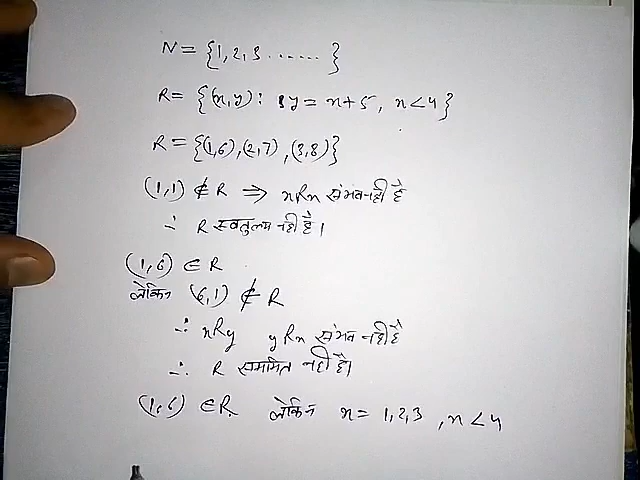 N = {1, 2, 3 ......}
R = {(x, y) : y = x + 5, x < 4}
R = {(1, 6), (2, 7), (3, 8)}
(1, 1) ∉ R ⇒ xRx संभव नही है
∴ R स्वतुल्य नही है।
(1, 6) ∈ R
लेकिन (6, 1) ∉ R
∴ xRy yRx संभव नही है
∴ R सममित नही है।
(1, 6) ∈ R. लेकिन x = 1, 2, 3 , x < 4